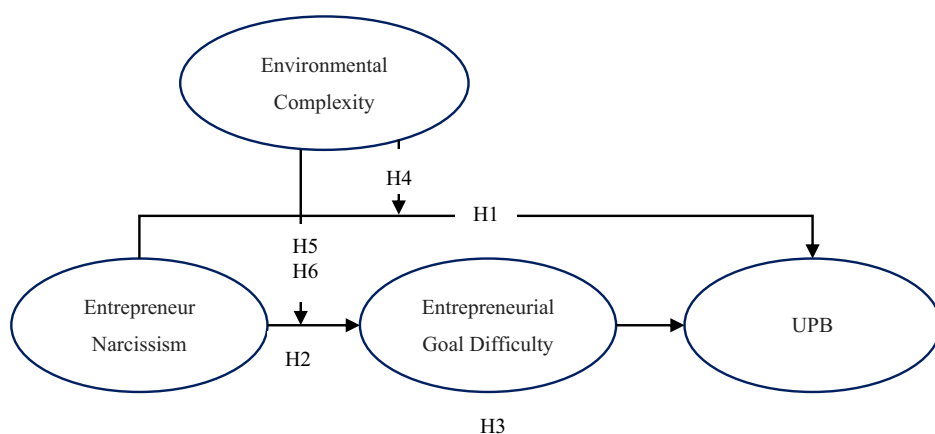 Environmental
Complexity
H4
H1
H5
H6
Entrepreneur
Narcissism
Entrepreneurial
Goal Difficulty
UPB
H2
H3